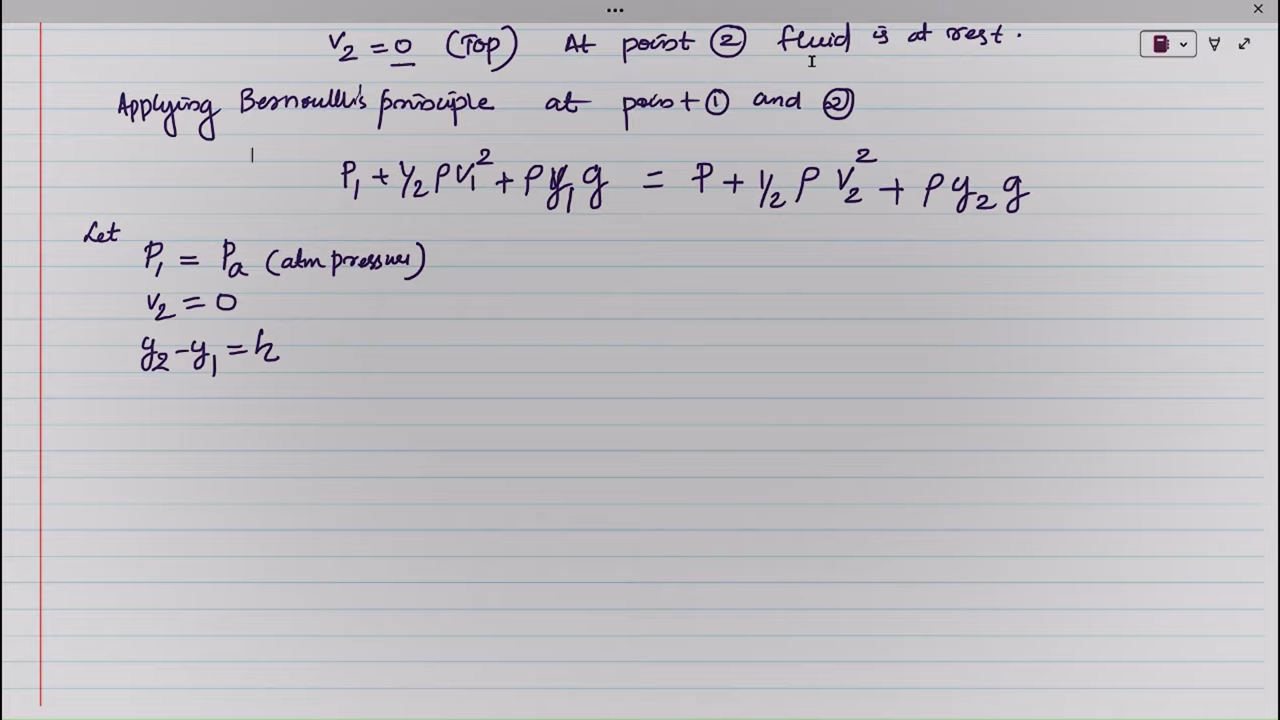 v₂ = 0 (Top) At point ② fluid is at rest.
Applying Bernoulli's principle at point ① and ②
P₁ + 1/2 ρv₁² + ρy₁g = P + 1/2 ρ v₂² + ρy₂g
Let
P₁ = Pₐ (atm pressure)
v₂ = 0
y₂ - y₁ = h